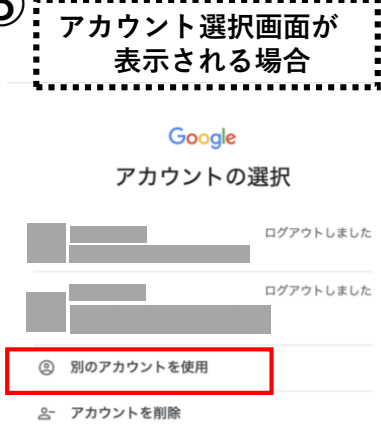 アカウント選択画面が
表示される場合
Google
アカウントの選択
ログアウトしました
ログアウトしました
別のアカウントを使用
アカウントを削除